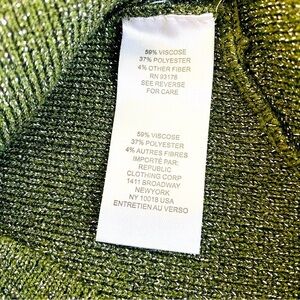 59% VISCOSE
37% POLYESTER
4% OTHER FIBER
RN 93176
SEE REVERSE
FOR CARE
59% VISCOSE
37% POLYESTER
4% AUTRES FIBRES
IMPORTÉ PAR:
REPUBLIC
CLOTHING CORP
1411 BROADWAY
NEWYORK
NY 10018 USA
ENTRETIEN AU VERSO